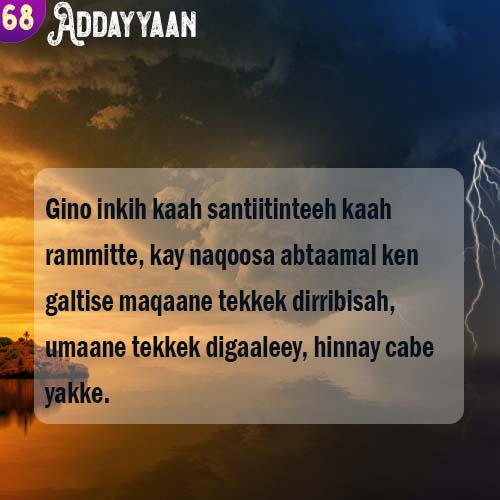 68 ADDAYYAAN
Gino inkih kaah santiitinteeh kaah
rammitte, kay naqoosa abtaamal ken
galtise maqaane tekkek dirribisah,
umaane tekkek digaaleey, hinnay cabe
yakke.